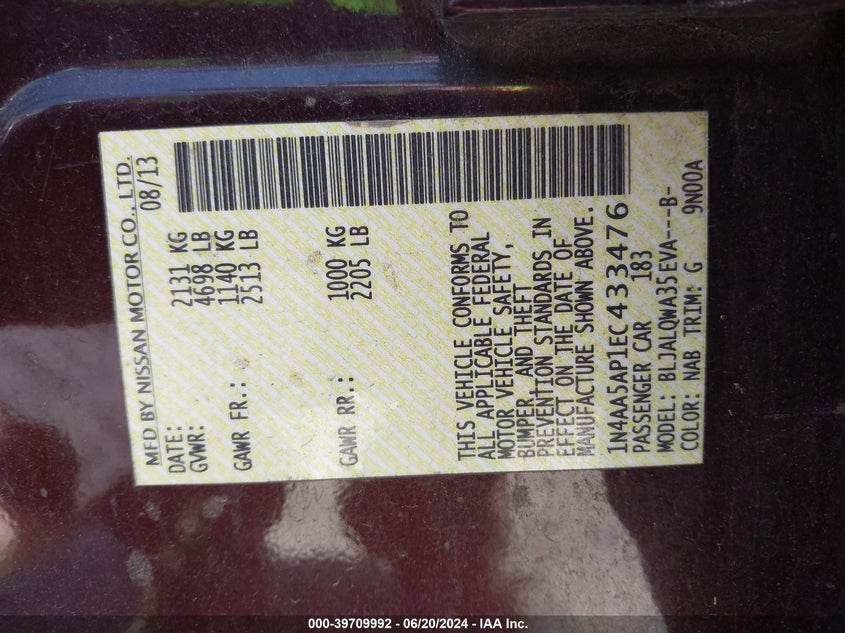 MFD BY NISSAN MOTOR CO., LTD.
DATE: 08/13
GVWR: 2131 KG
4698 LB
GAWR FR.: 1140 KG
2513 LB
GAWR RR.: 1000 KG
2205 LB
THIS VEHICLE CONFORMS TO
ALL APPLICABLE FEDERAL
MOTOR VEHICLE SAFETY,
BUMPER, AND THEFT
PREVENTION STANDARDS IN
EFFECT ON THE DATE OF
MANUFACTURE SHOWN ABOVE.
1N4AA5AP1EC433476
PASSENGER CAR 183
MODEL: BLJALQWA35EVA---B-
COLOR: NAB TRIM: G 9N00A
000-39709992 - 06/20/2024 - IAA Inc.